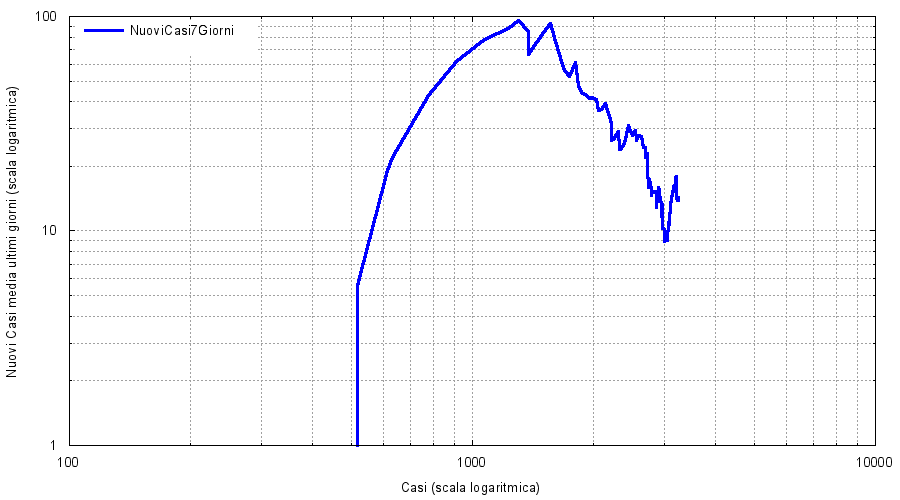 100
NuoviCasi7Giorni
10
1
100
1000
10000
Nuovi Casi media ultimi giorni (scala logaritmica)
Casi (scala logaritmica)